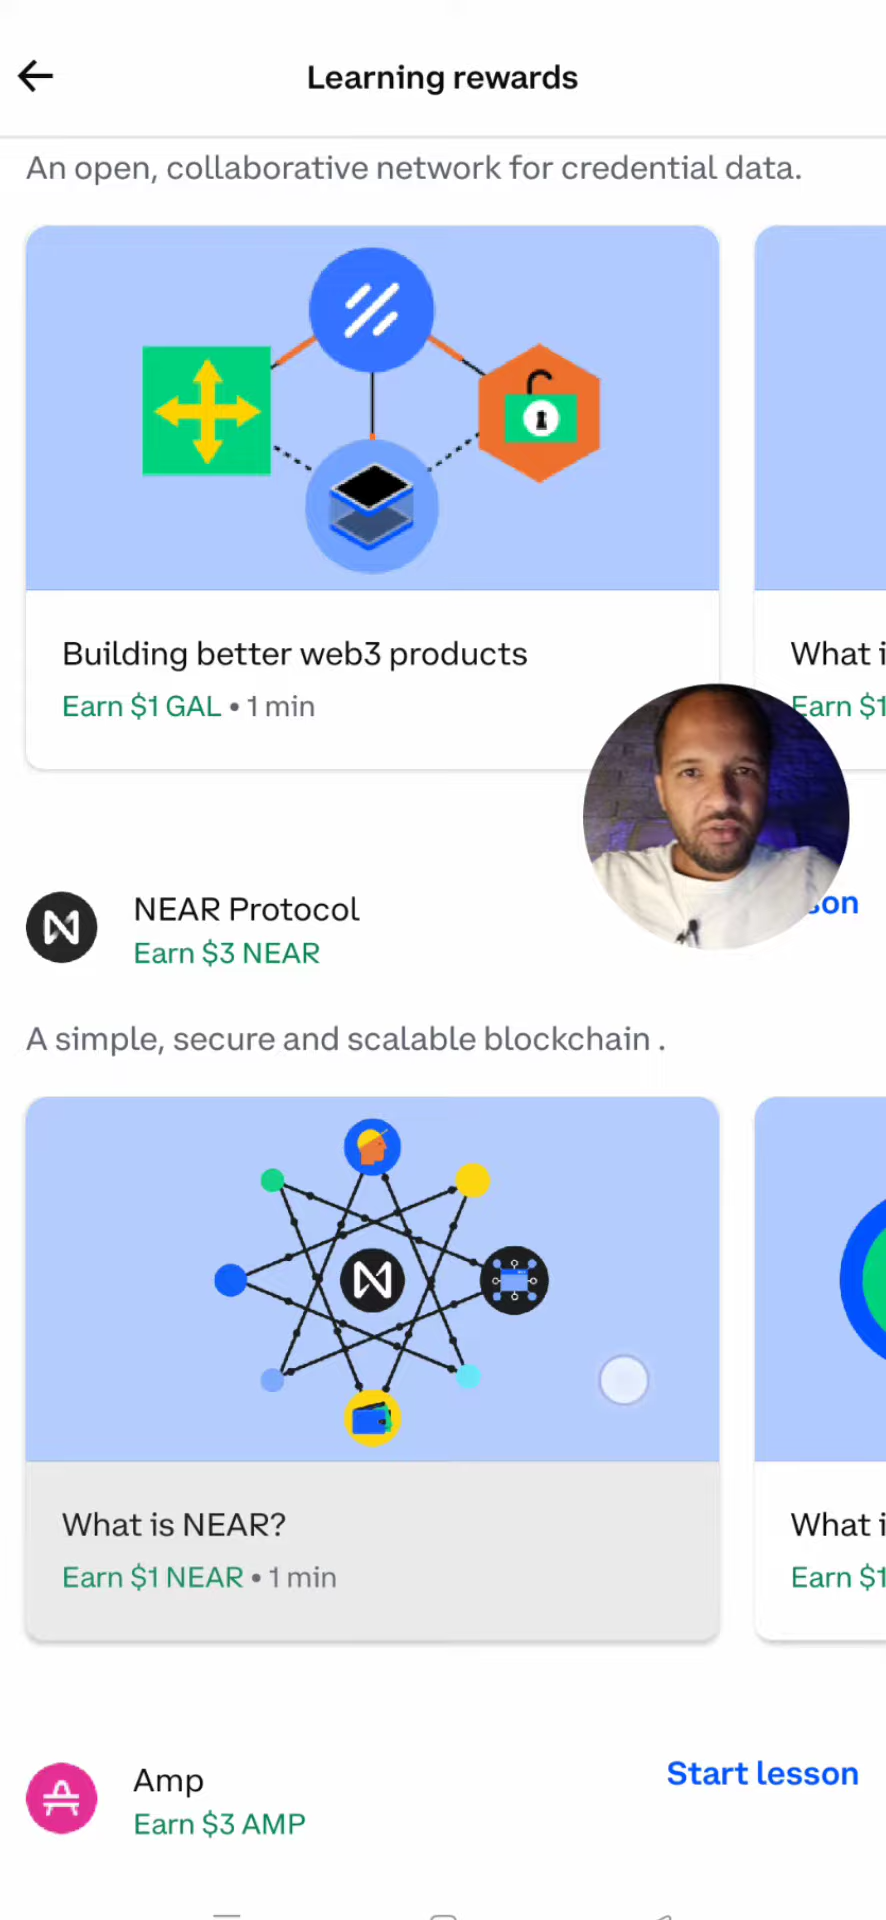 Learning rewards
An open, collaborative network for credential data.
Building better web3 products
Earn $1 GAL • 1 min
What i
Earn $1
NEAR Protocol
Earn $3 NEAR
A simple, secure and scalable blockchain .
What is NEAR?
Earn $1 NEAR • 1 min
What i
Earn $1
Amp
Earn $3 AMP
Start lesson